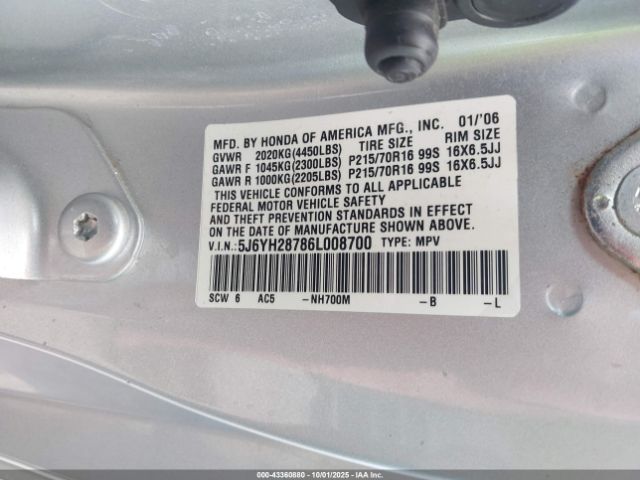 MFD. BY HONDA OF AMERICA MFG., INC. 01/'06
GVWR 2020KG(4450LBS) TIRE SIZE RIM SIZE
GAWR F 1045KG(2300LBS) P215/70R16 99S 16X6.5JJ
GAWR R 1000KG(2205LBS) P215/70R16 99S 16X6.5JJ
THIS VEHICLE CONFORMS TO ALL APPLICABLE
FEDERAL MOTOR VEHICLE SAFETY
AND THEFT PREVENTION STANDARDS IN EFFECT
ON THE DATE OF MANUFACTURE SHOWN ABOVE.
V.I.N.: 5J6YH28786L008700 TYPE: MPV
SCW 6 AC5 -NH700M -B -L
000-43360880 - 10/01/2025 - IAAI.COM